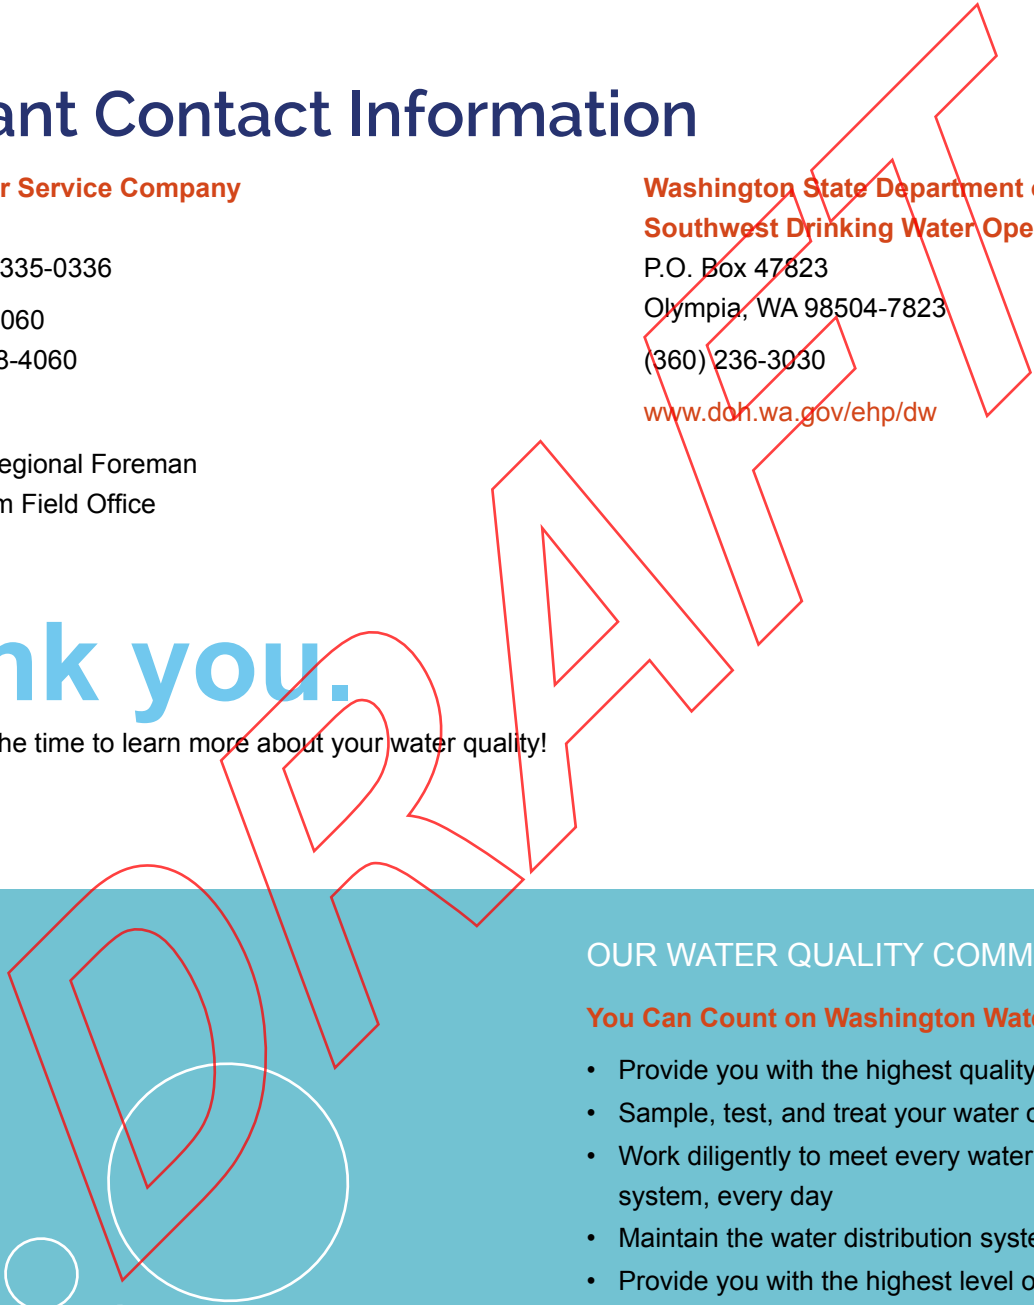 ant Contact Information
r Service Company
335-0336
060
8-4060
egional Foreman
m Field Office
Washington State Department
Southwest Drinking Water Ope
P.O. Box 47823
Olympia, WA 98504-7823
(360) 236-3030
www.doh.wa.gov/ehp/dw
nk you.
he time to learn more about your water quality!
DRAFT
OUR WATER QUALITY COMM
You Can Count on Washington Wat
• Provide you with the highest quality
• Sample, test, and treat your water
• Work diligently to meet every water
system, every day
• Maintain the water distribution syst
• Provide you with the highest level